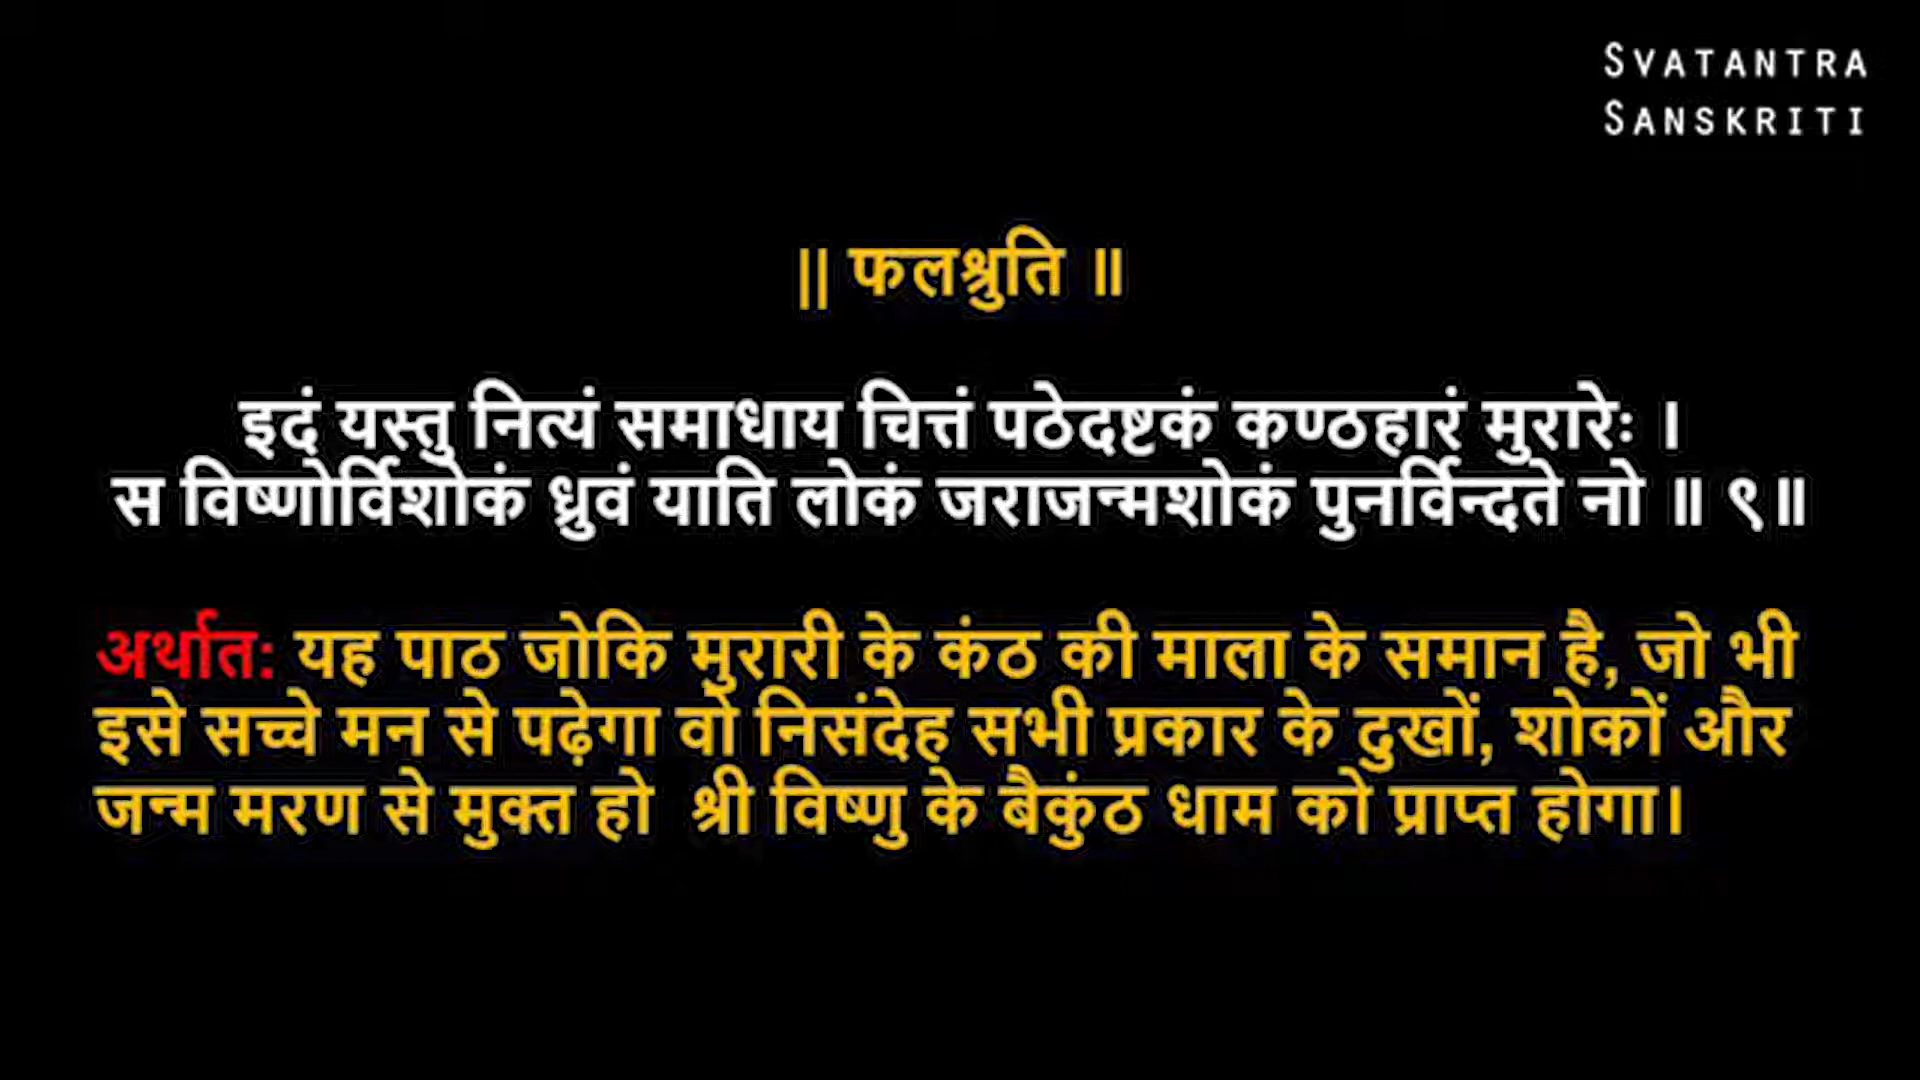 SVATANTRA
SANSKRITI
|| फलश्रुति ॥
इदं यस्तु नित्यं समाधाय चित्तं पठेदष्टकं कण्ठहारं मुरारेः ।
स विष्णोर्विशोकं ध्रुवं याति लोकं जराजन्मशोकं पुनर्विन्दते नो ॥ ९॥
अर्थात: यह पाठ जोकि मुरारी के कंठ की माला के समान है, जो भी
इसे सच्चे मन से पढ़ेगा वो निसंदेह सभी प्रकार के दुखों, शोकों और
जन्म मरण से मुक्त हो श्री विष्णु के बैकुंठ धाम को प्राप्त होगा।